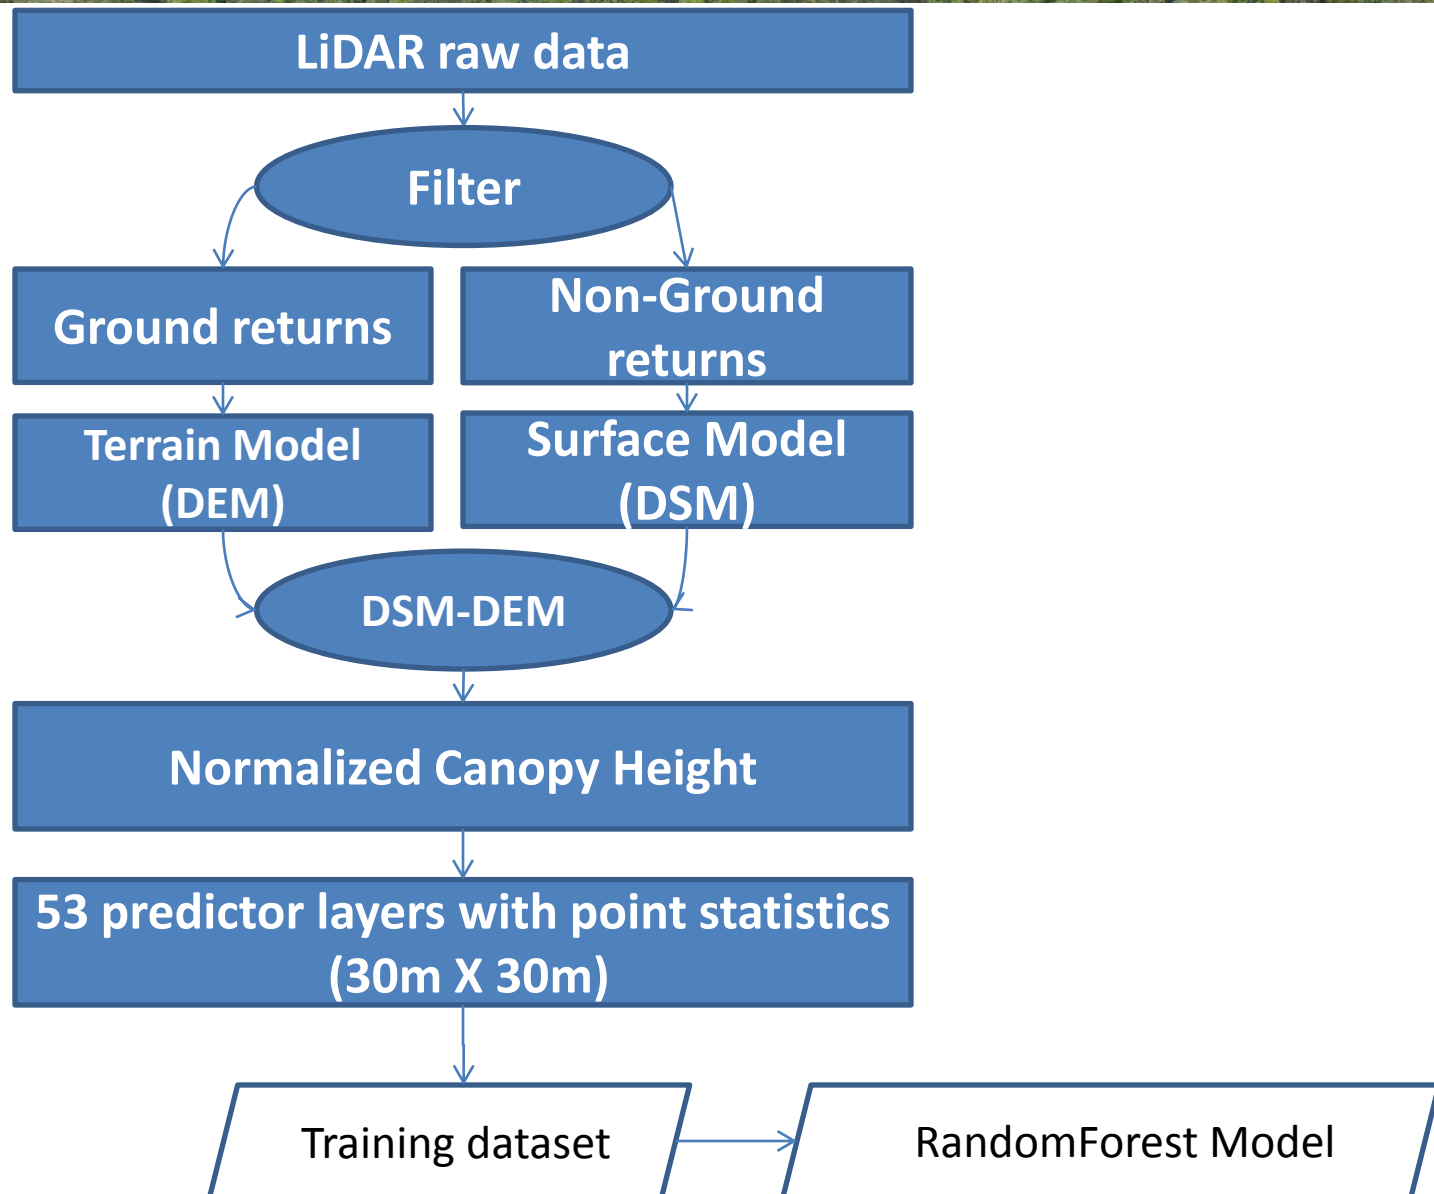 LiDAR raw data
Filter
Ground returns
Non-Ground
returns
Terrain Model
(DEM)
Surface Model
(DSM)
DSM-DEM
Normalized Canopy Height
53 predictor layers with point statistics
(30m X 30m)
Training dataset
RandomForest Model